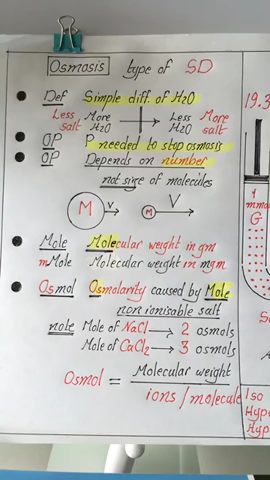 Osmosis type of SD
Def Simple diff. of H2O
Less salt More H2O → Less H2O More salt
OP P needed to stop osmosis
OP Depends on number
not size of molecules
M v M V
Mole Molecular weight in gm
mMole Molecular weight in mgm
Osmol Osmolarity caused by Mole
non ionisable salt
note Mole of NaCl → 2 osmols
Mole of CaCl2 → 3 osmols
Osmol = Molecular weight
ions/molecule
19.3
1
mmo
G
Iso
Hype
Hyp